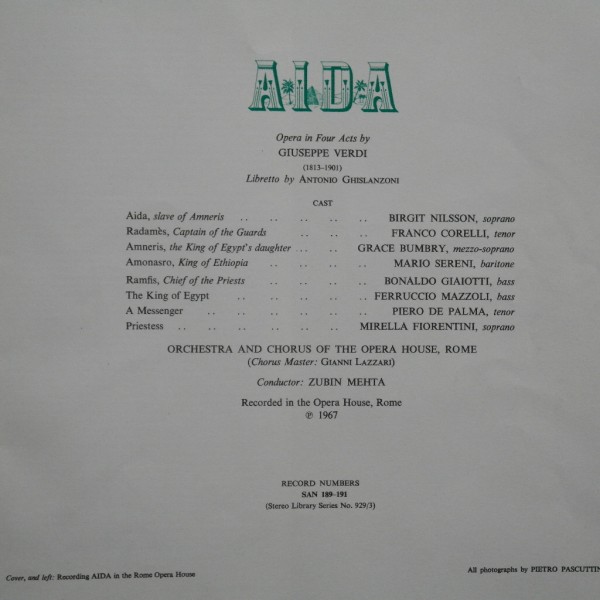 AIDA
Opera in Four Acts by
GIUSEPPE VERDI
(1813-1901)
Libretto by ANTONIO GHISLANZONI
CAST
Aida, slave of Amneris .. .. .. .. .. BIRGIT NILSSON, soprano
Radamès, Captain of the Guards .. .. .. FRANCO CORELLI, tenor
Amneris, the King of Egypt's daughter .. .. .. GRACE BUMBRY, mezzo-soprano
Amonasro, King of Ethiopia .. .. .. .. MARIO SERENI, baritone
Ramfis, Chief of the Priests .. .. .. .. BONALDO GIAIOTTI, bass
The King of Egypt .. .. .. .. .. FERRUCCIO MAZZOLI, bass
A Messenger .. .. .. .. .. .. PIERO DE PALMA, tenor
Priestess .. .. .. .. .. .. .. MIRELLA FIORENTINI, soprano
ORCHESTRA AND CHORUS OF THE OPERA HOUSE, ROME
(Chorus Master: GIANNI LAZZARI)
Conductor: ZUBIN MEHTA
Recorded in the Opera House, Rome
℗ 1967
RECORD NUMBERS
SAN 189-191
(Stereo Library Series No. 929/3)
Cover, and left: Recording AIDA in the Rome Opera House
All photographs by PIETRO PASCUTTIN